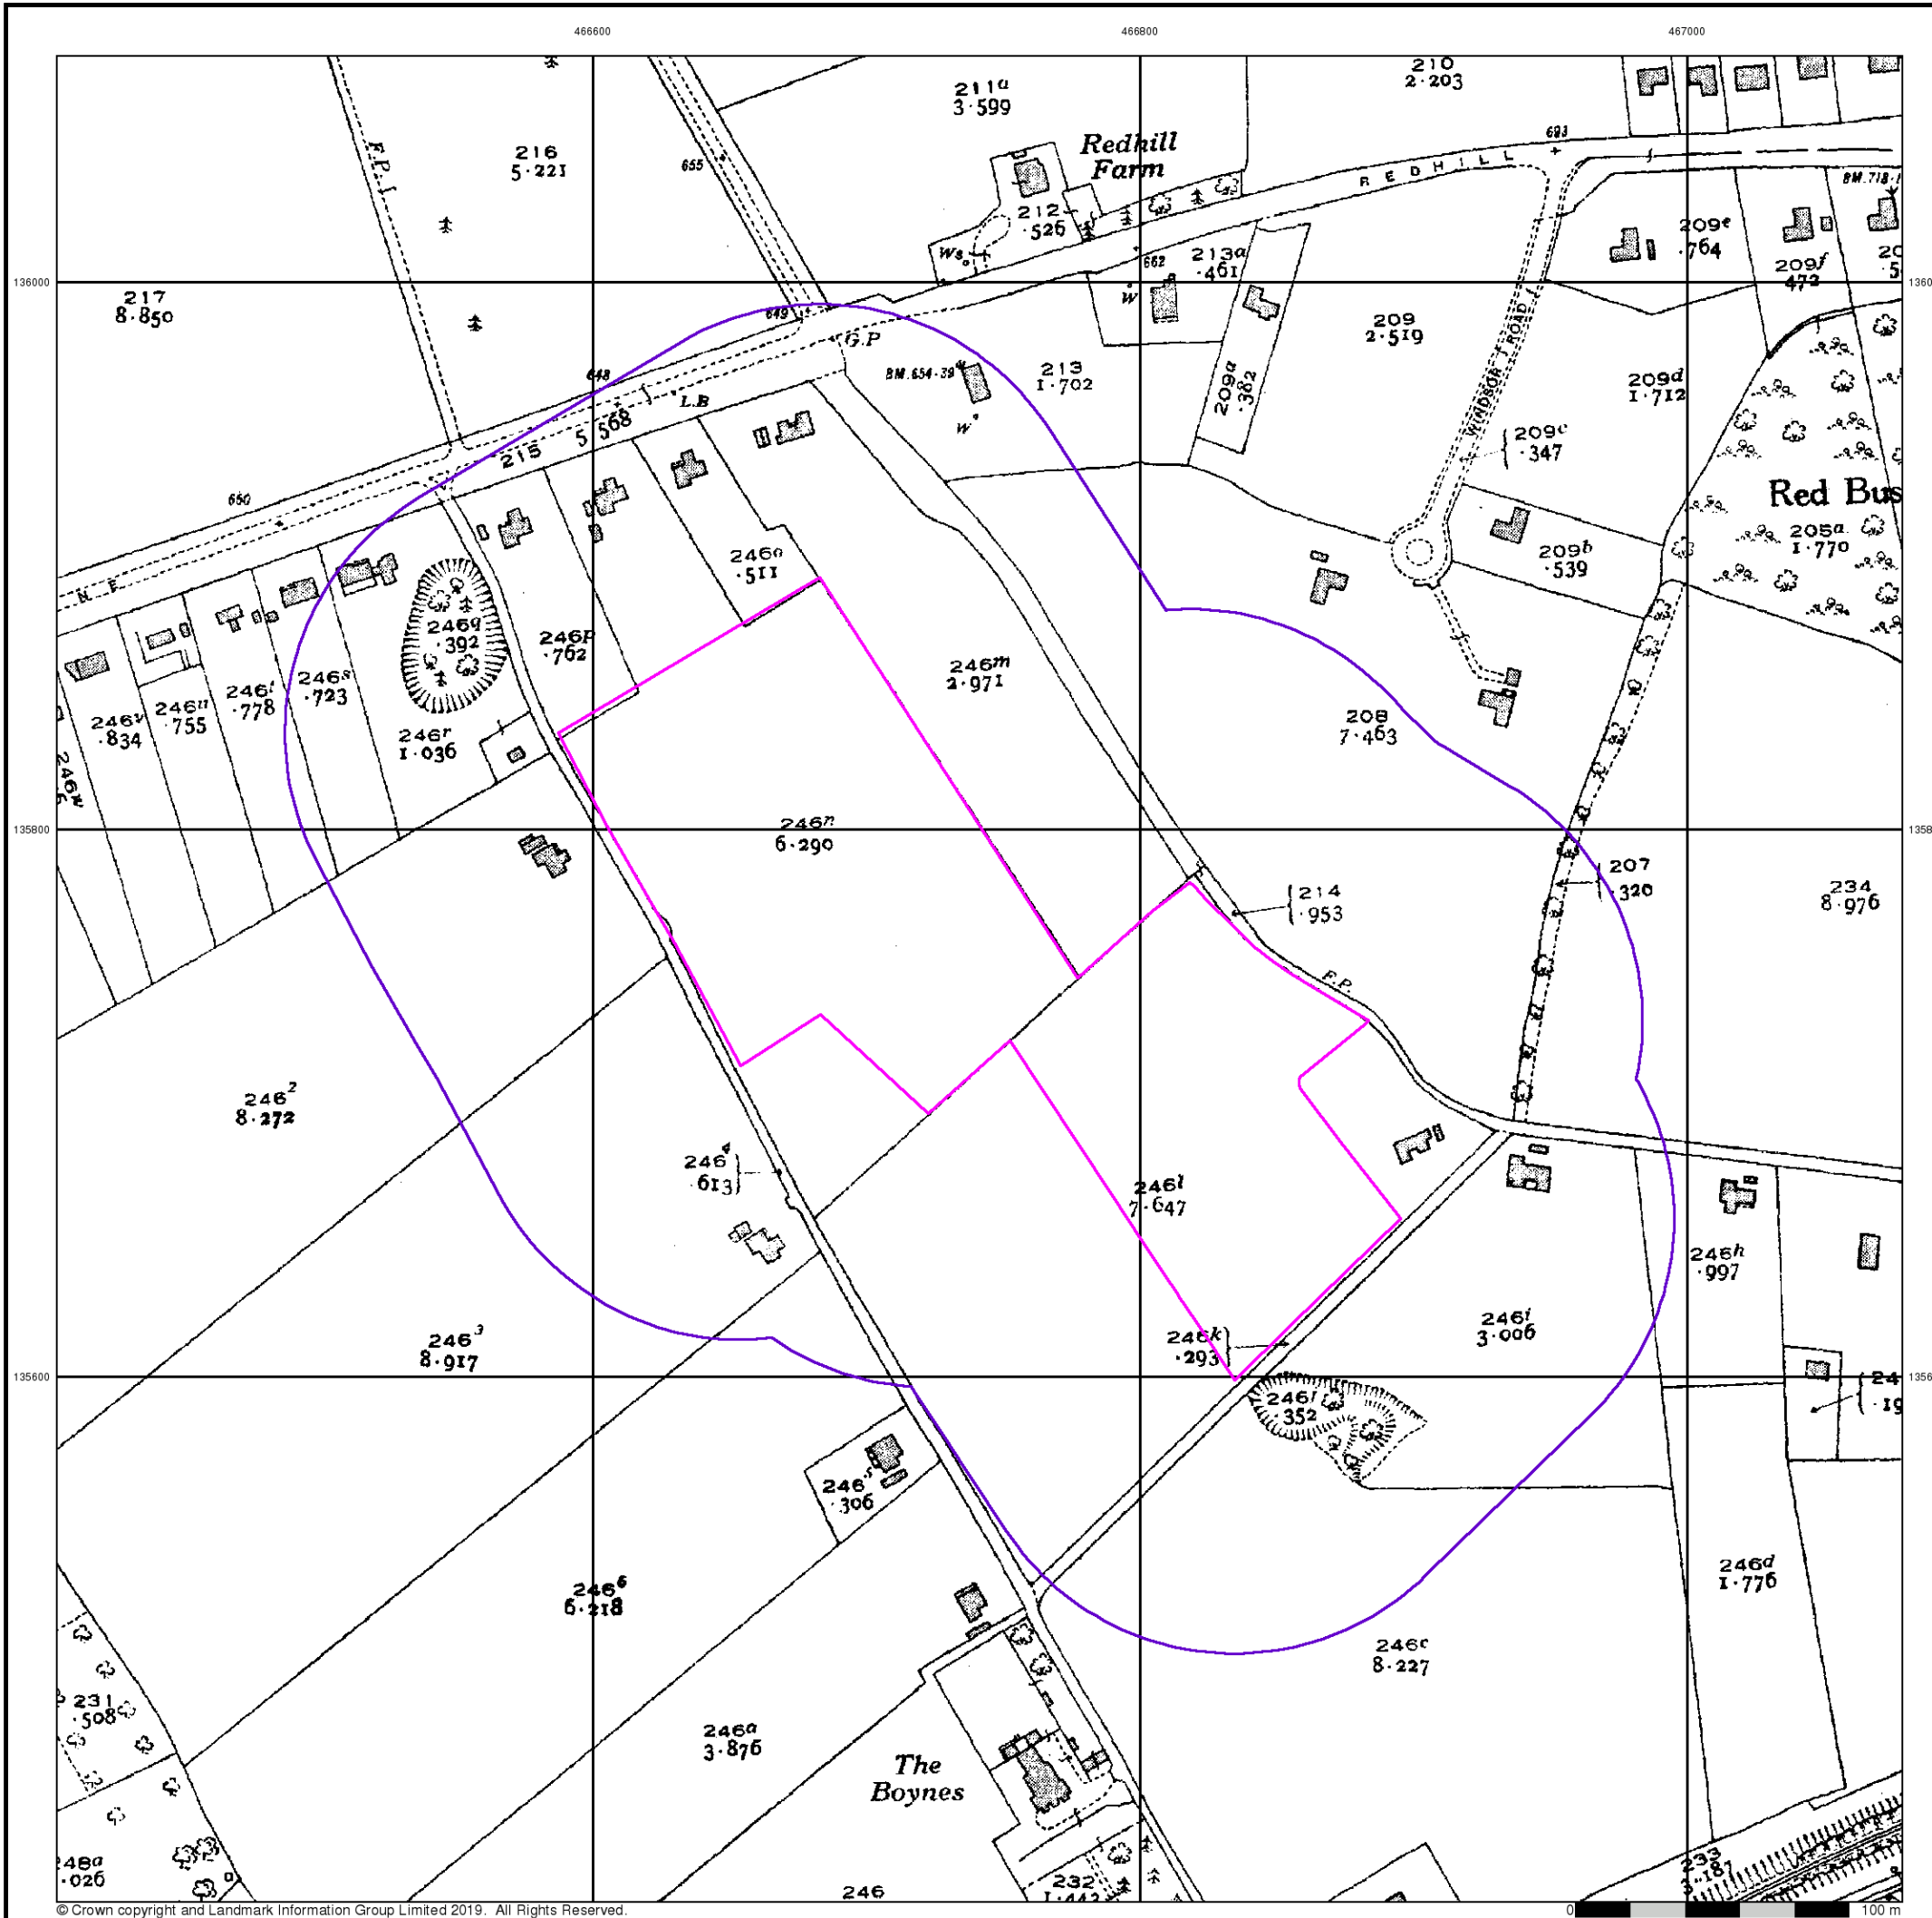 466600
466800
467000
210
2·203
211a
3·599
Redhill
Farm
216
5·221
F.P.
655
693
REDHILL
BM.718·1
212
·526
Ws.
662
213a
·461
W
209e
·764
209f
472
136000
217
8·850
649
G.P
209
2·519
WINDSOR ROAD
648
BM.654·39
213
1·702
209a
·382
209d
1·712
L.B
W
5·568
215
209c
·347
660
Red Bus
205a
1·770
246o
·511
209b
·539
N E
246q
·392
246p
·762
246m
2·971
246s
·723
246t
·778
246u
·755
246v
·834
246r
1·036
208
7·463
246w
135800
246n
6·290
207
·320
214
·953
234
8·976
F.P.
246²
8·272
246⁴
·613
246l
7·647
246h
·997
246i
3·006
246k
·293
246³
8·917
135600
246j
·352
246⁵
·306
246d
1·776
246⁶
6·218
246c
8·227
231
·508
246a
3·876
The
Boynes
233
3·187
248a
·026
246
232
1·442
© Crown copyright and Landmark Information Group Limited 2019. All Rights Reserved.
0
100 m